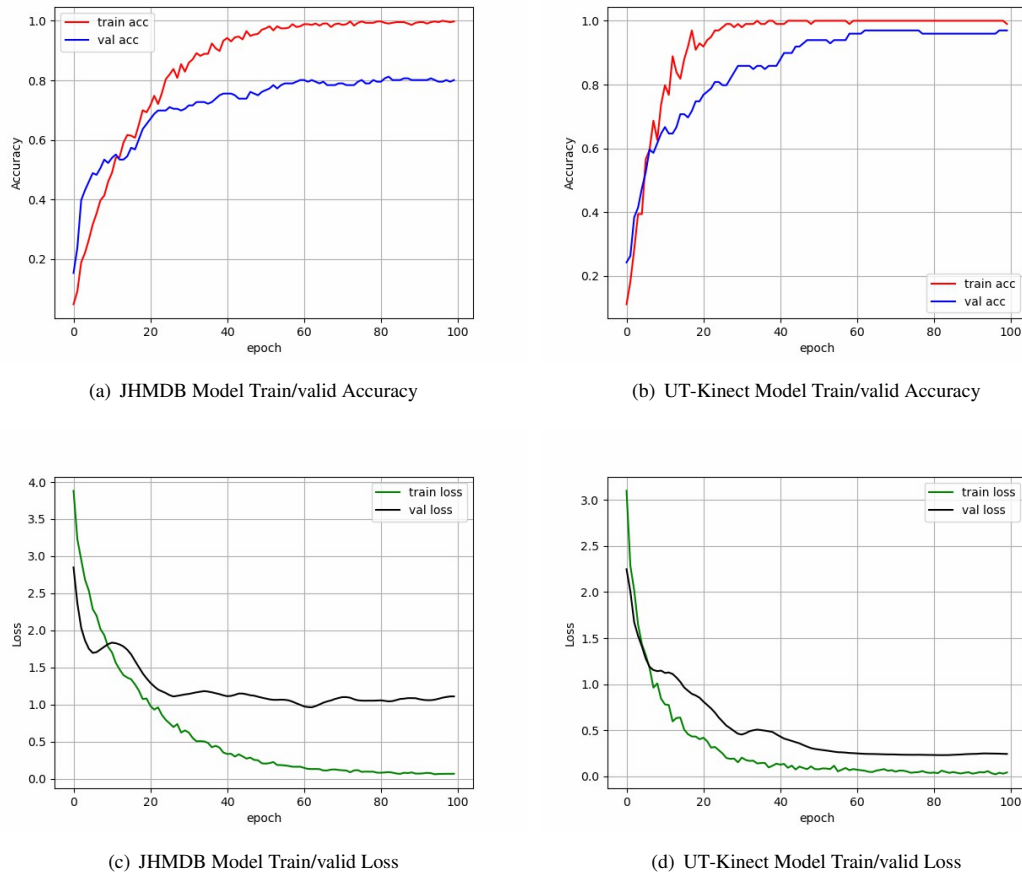 1.0
0.8
0.6
0.4
0.2
Accuracy
train acc
val acc
0 20 40 60 80 100
epoch
(a) JHMDB Model Train/valid Accuracy
1.0
0.8
0.6
0.4
0.2
Accuracy
train acc
val acc
0 20 40 60 80 100
epoch
(b) UT-Kinect Model Train/valid Accuracy
4.0
3.5
3.0
2.5
2.0
1.5
1.0
0.5
0.0
Loss
train loss
val loss
0 20 40 60 80 100
epoch
(c) JHMDB Model Train/valid Loss
3.0
2.5
2.0
1.5
1.0
0.5
0.0
Loss
train loss
val loss
0 20 40 60 80 100
epoch
(d) UT-Kinect Model Train/valid Loss